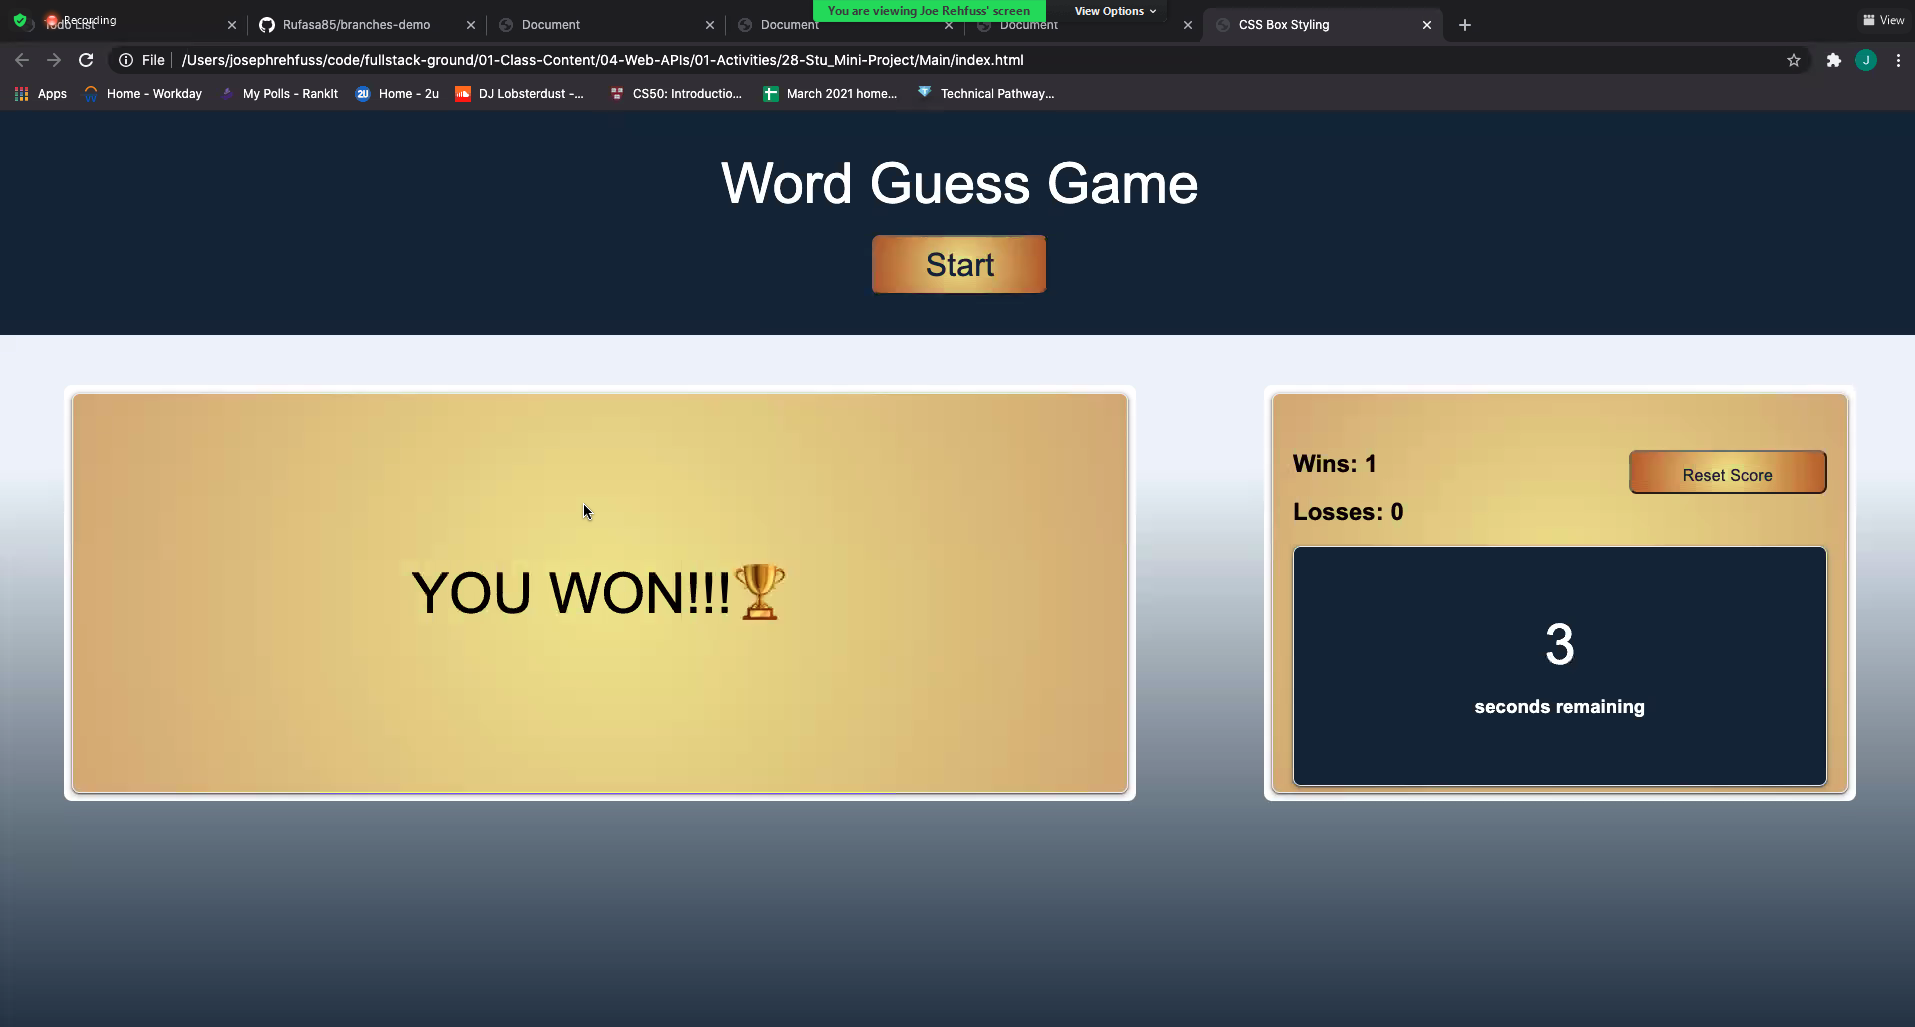 Recording
Todo List
Rufasa85/branches-demo
Document
Document
Document
CSS Box Styling
You are viewing Joe Rehfuss' screen
View Options
View
File
/Users/josephrehfuss/code/fullstack-ground/01-Class-Content/04-Web-APIs/01-Activities/28-Stu_Mini-Project/Main/index.html
J
Apps
Home - Workday
My Polls - RankIt
2U
Home - 2u
DJ Lobsterdust -...
CS50: Introductio...
March 2021 home...
Technical Pathway...
Word Guess Game
Start
YOU WON!!!🏆
Wins: 1
Reset Score
Losses: 0
3
seconds remaining